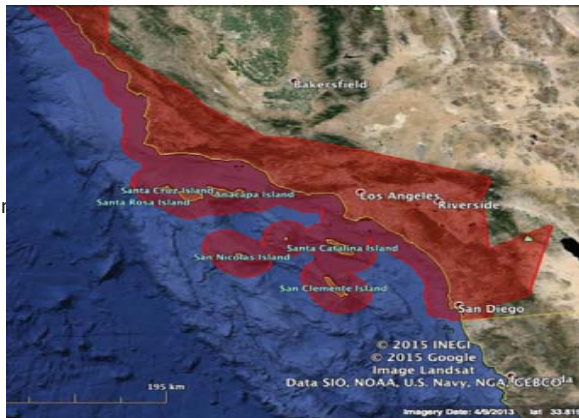 Bakersfield
Santa Cruz Island
Anacapa Island
Santa Rosa Island
Los Angeles
Riverside
Santa Catalina Island
San Nicolas Island
San Clemente Island
San Diego
© 2015 INEGI
© 2015 Google
Image Landsat
Data SIO, NOAA, U.S. Navy, NGA, GEBCO
195 km
Imagery Date: 4/9/2013 lat 33.81